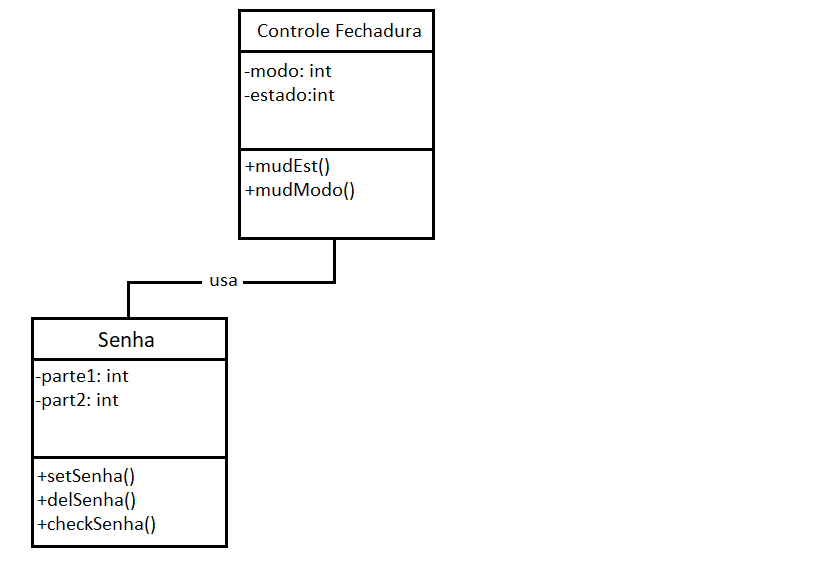 Controle Fechadura
-modo: int
-estado:int
+mudEst()
+mudModo()
usa
Senha
-parte1: int
-part2: int
+setSenha()
+delSenha()
+checkSenha()